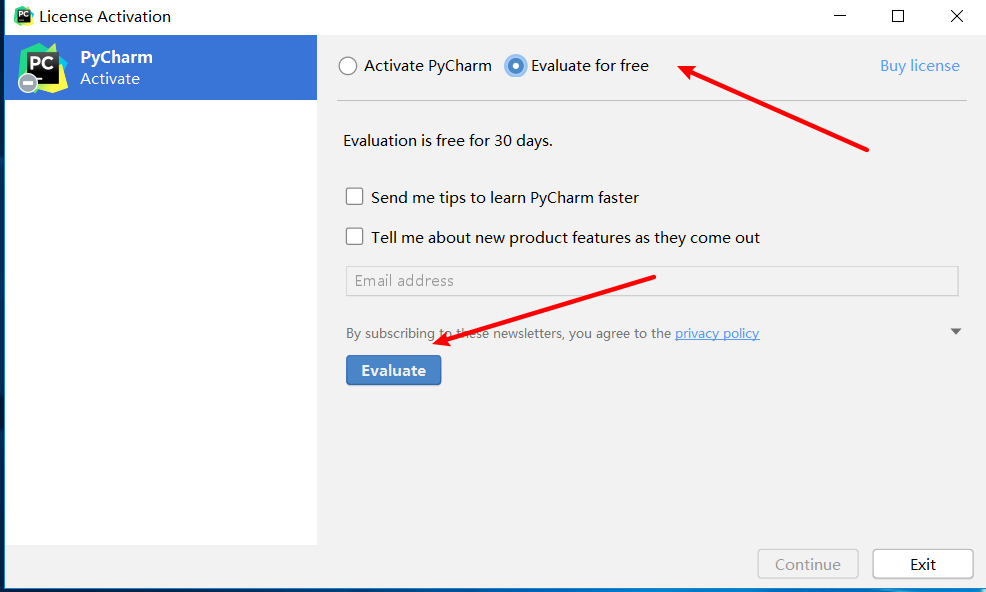 License Activation
PC
PyCharm
Activate
Activate PyCharm Evaluate for free Buy license
Evaluation is free for 30 days.
Send me tips to learn PyCharm faster
Tell me about new product features as they come out
Email address
By subscribing to these newsletters, you agree to the privacy policy
Evaluate
Continue Exit